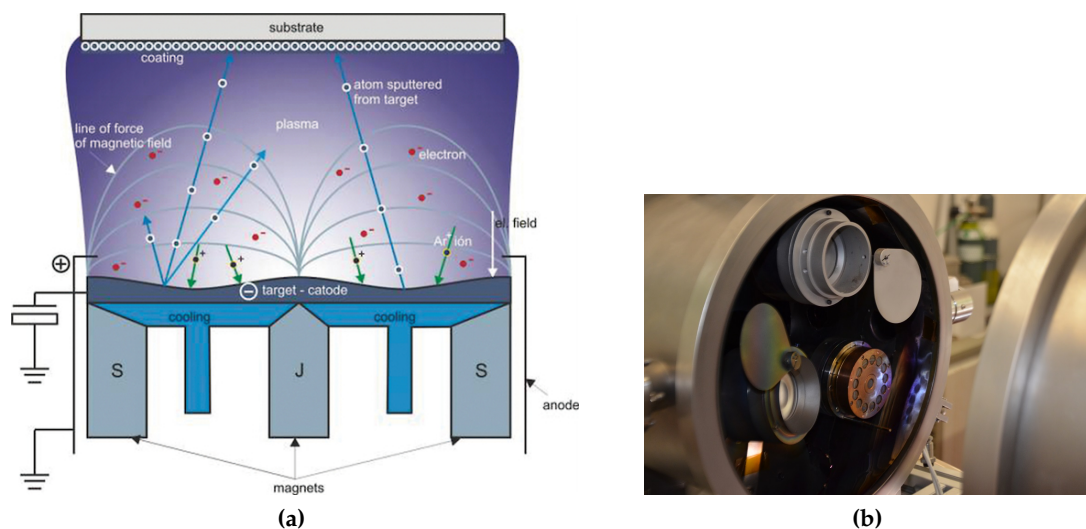 substrate
coating
atom sputtered
from target
plasma
line of force
of magnetic field
electron
el. field
Ar ión
+
target - catode
cooling
cooling
S
J
S
anode
magnets
(a)
(b)